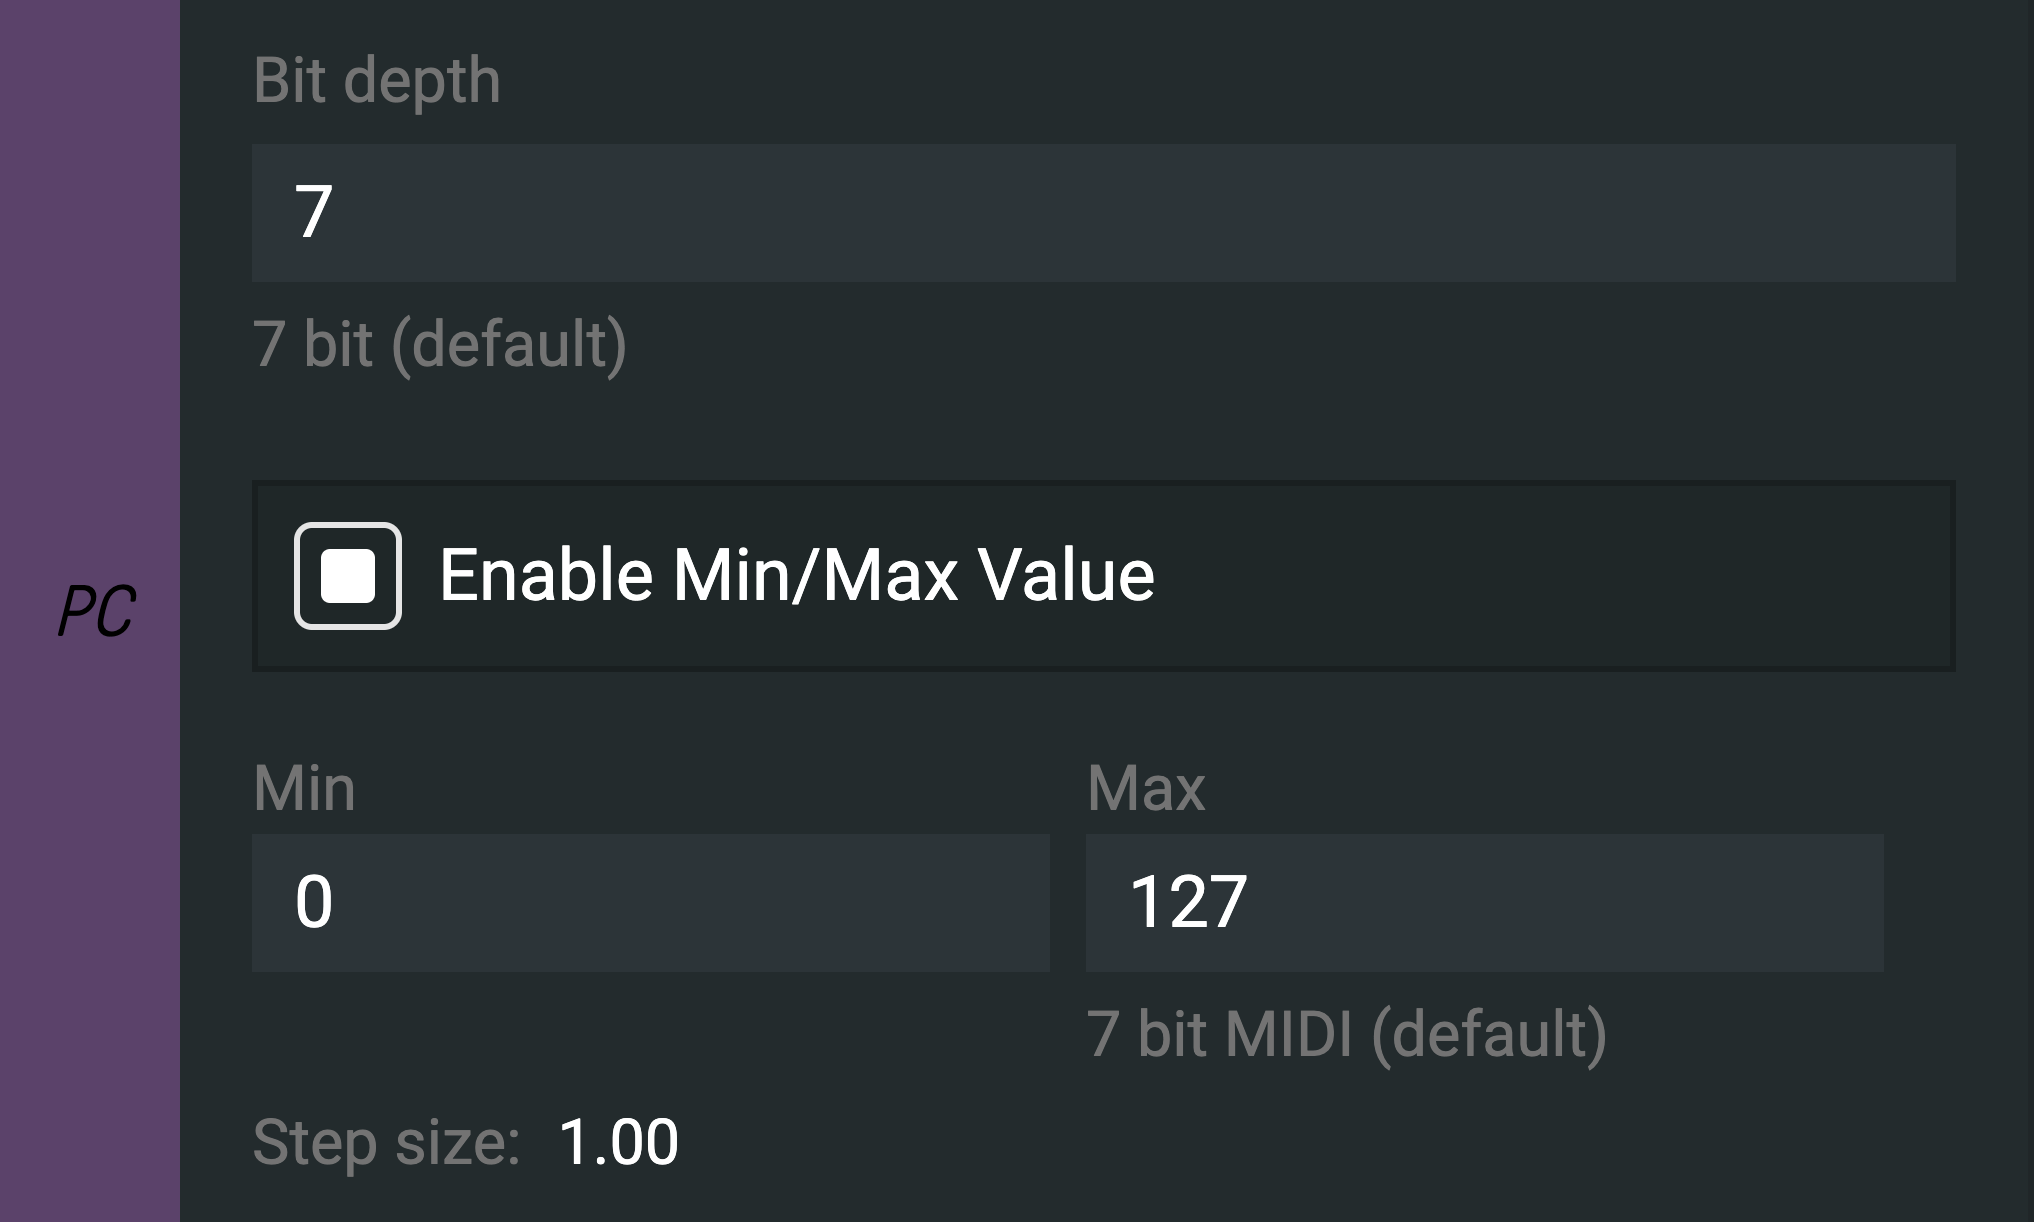 Bit depth
7
7 bit (default)
PC
Enable Min/Max Value
Min
Max
0
127
7 bit MIDI (default)
Step size: 1.00